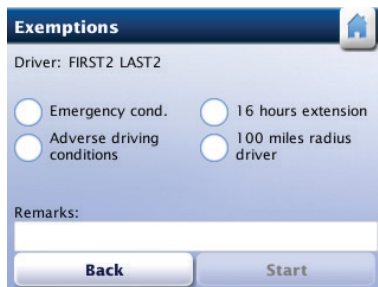 Exemptions
Driver: FIRST2 LAST2
Emergency cond.
16 hours extension
Adverse driving
conditions
100 miles radius
driver
Remarks:
Back
Start